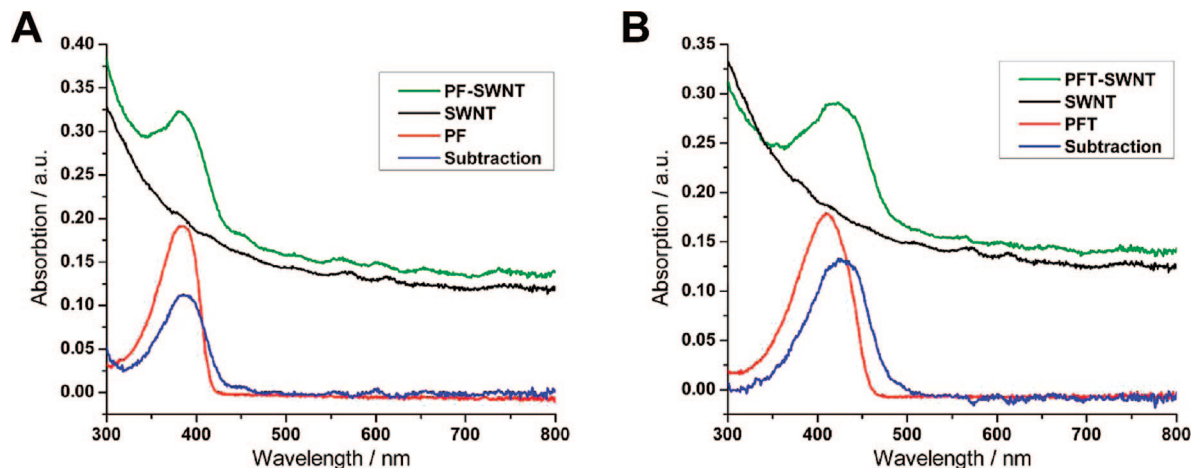 A
0.40
0.35
0.30
0.25
0.20
0.15
0.10
0.05
0.00
Absorbtion / a.u.
PF-SWNT
SWNT
PF
Subtraction
300 400 500 600 700 800
Wavelength / nm
B
0.35
0.30
0.25
0.20
0.15
0.10
0.05
0.00
Absorption / a.u.
PFT-SWNT
SWNT
PFT
Subtraction
300 400 500 600 700 800
Wavelength / nm